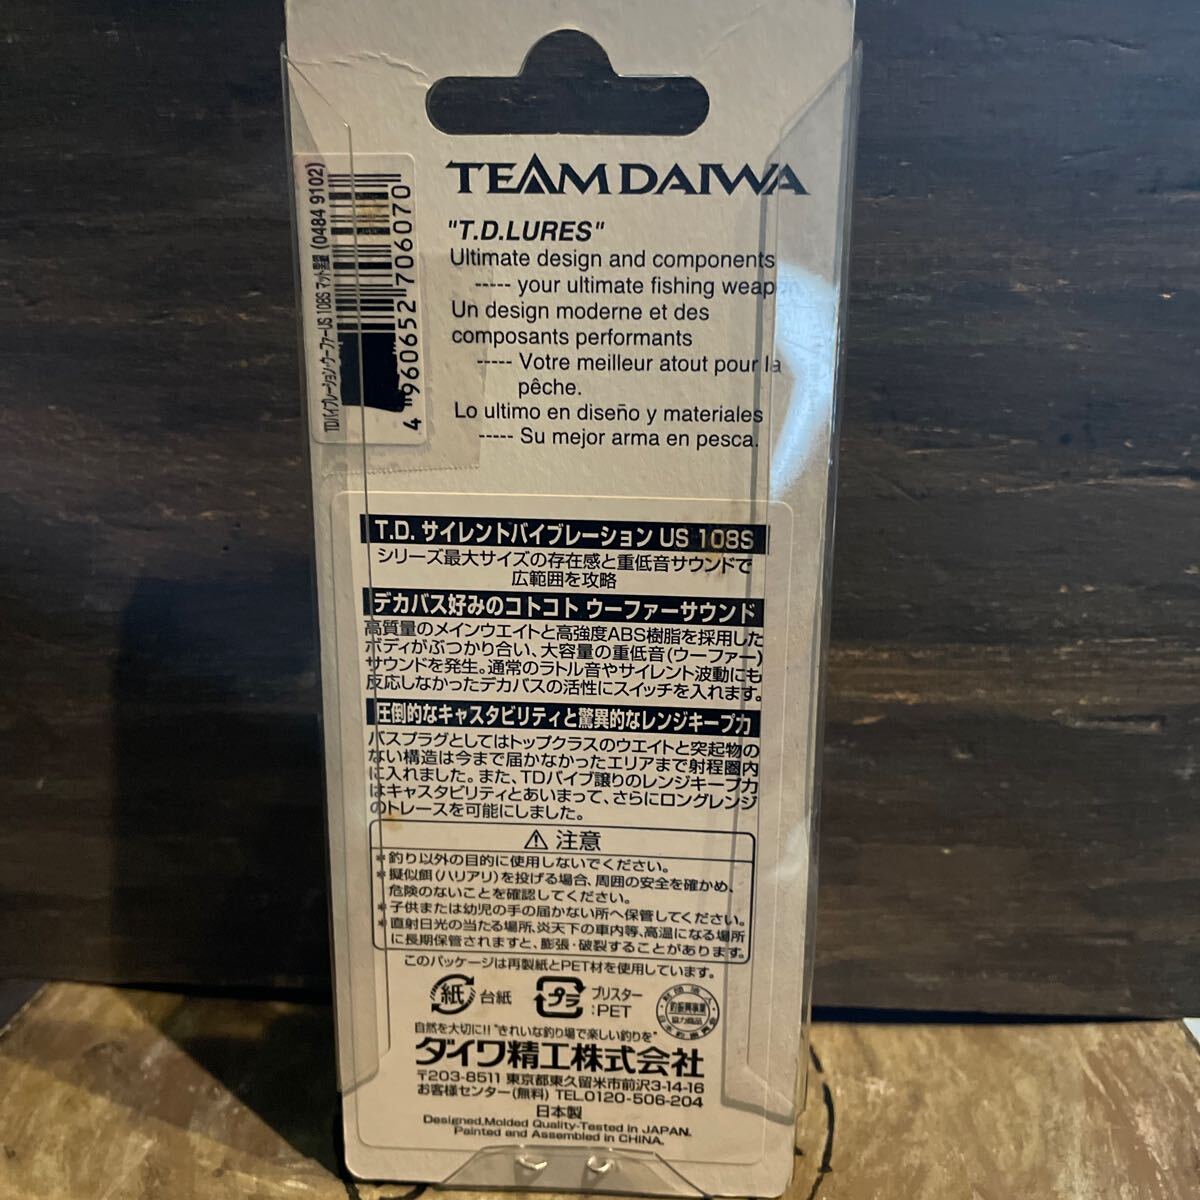 TEAM DAIWA
"T.D.LURES"
Ultimate design and components
----- your ultimate fishing weap
Un design moderne et des
composants performants
----- Votre meilleur atout pour la
pêche.
Lo ultimo en diseño y materiales
----- Su mejor arma en pesca.
TDバイブレーション・ウーファーUS 108S マット黒銀 (0484 9102)
4 960652 706070
T.D. サイレントバイブレーション US 108S
シリーズ最大サイズの存在感と重低音サウンドで
広範囲を攻略
デカバス好みのコトコト ウーファーサウンド
高質量のメインウエイトと高強度ABS樹脂を採用した
ボディがぶつかり合い、大容量の重低音(ウーファー)
サウンドを発生。通常のラトル音やサイレント波動にも
反応しなかったデカバスの活性にスイッチを入れます。
圧倒的なキャスタビリティと驚異的なレンジキープ力
バスプラグとしてはトップクラスのウエイトと突起物の
ない構造は今まで届かなかったエリアまで射程圏内
に入れました。また、TDバイブ譲りのレンジキープ力
はキャスタビリティとあいまって、さらにロングレンジ
のトレースを可能にしました。
⚠ 注意
*釣り以外の目的に使用しないでください。
*擬似餌(ハリアリ)を投げる場合、周囲の安全を確かめ、
危険のないことを確認してください。
*子供または幼児の手の届かない所へ保管してください。
*直射日光の当たる場所、炎天下の車内等、高温になる場所
に長期保管されますと、膨張・破裂することがあります。
このパッケージは再製紙とPET材を使用しています。
紙 台紙 プラ ブリスター
:PET
釣振興事業
協力商品
自然を大切に!! "きれいな釣り場で楽しい釣りを"
ダイワ精工株式会社
〒203-8511 東京都東久留米市前沢3-14-16
お客様センター(無料) TEL.0120-506-204
日本製
Designed,Molded Quality-Tested in JAPAN.
Painted and Assembled in CHINA.